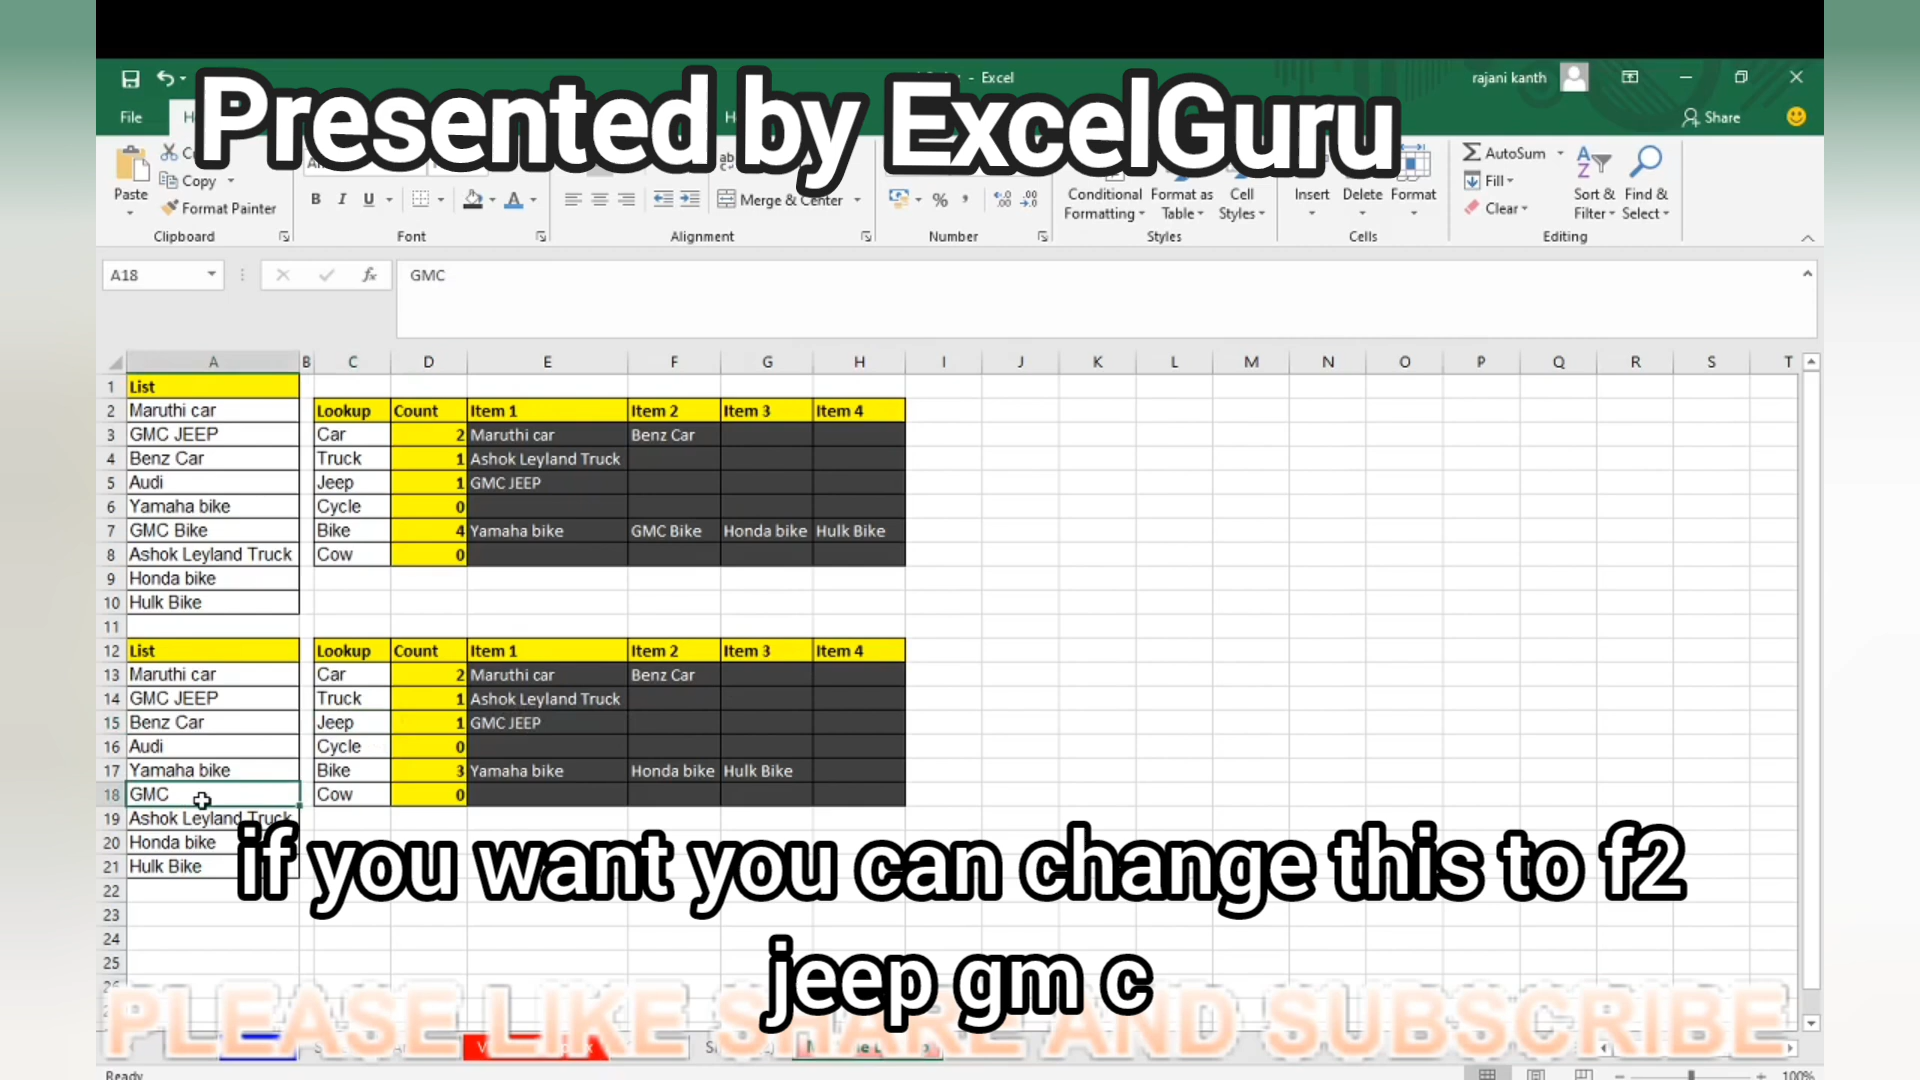 Presented by ExcelGuru
- Excel
rajani kanth
File
Share
Paste
Copy
Format Painter
B I U
Merge & Center
%
Conditional Formatting
Format as Table
Cell Styles
Insert
Delete
Format
AutoSum
Fill
Clear
Sort & Filter
Find & Select
Clipboard
Font
Alignment
Number
Styles
Cells
Editing
A18
fx
GMC
A B C D E F G H I J K L M N O P Q R S T
1 List
2 Maruthi car Lookup Count Item 1 Item 2 Item 3 Item 4
3 GMC JEEP Car 2 Maruthi car Benz Car
4 Benz Car Truck 1 Ashok Leyland Truck
5 Audi Jeep 1 GMC JEEP
6 Yamaha bike Cycle 0
7 GMC Bike Bike 4 Yamaha bike GMC Bike Honda bike Hulk Bike
8 Ashok Leyland Truck Cow 0
9 Honda bike
10 Hulk Bike
11
12 List Lookup Count Item 1 Item 2 Item 3 Item 4
13 Maruthi car Car 2 Maruthi car Benz Car
14 GMC JEEP Truck 1 Ashok Leyland Truck
15 Benz Car Jeep 1 GMC JEEP
16 Audi Cycle 0
17 Yamaha bike Bike 3 Yamaha bike Honda bike Hulk Bike
18 GMC Cow 0
19 Ashok Leyland Truck
20 Honda bike
21 Hulk Bike
22
23
24
25
if you want you can change this to f2
jeep gm c
PLEASE LIKE SHARE AND SUBSCRIBE
Ready
100%